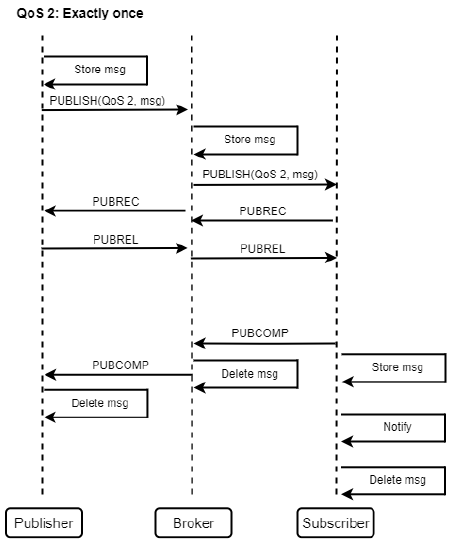 QoS 2: Exactly once
Store msg
PUBLISH(QoS 2, msg)
Store msg
PUBLISH(QoS 2, msg)
PUBREC
PUBREC
PUBREL
PUBREL
PUBCOMP
PUBCOMP
Delete msg
Store msg
Delete msg
Notify
Delete msg
Publisher
Broker
Subscriber